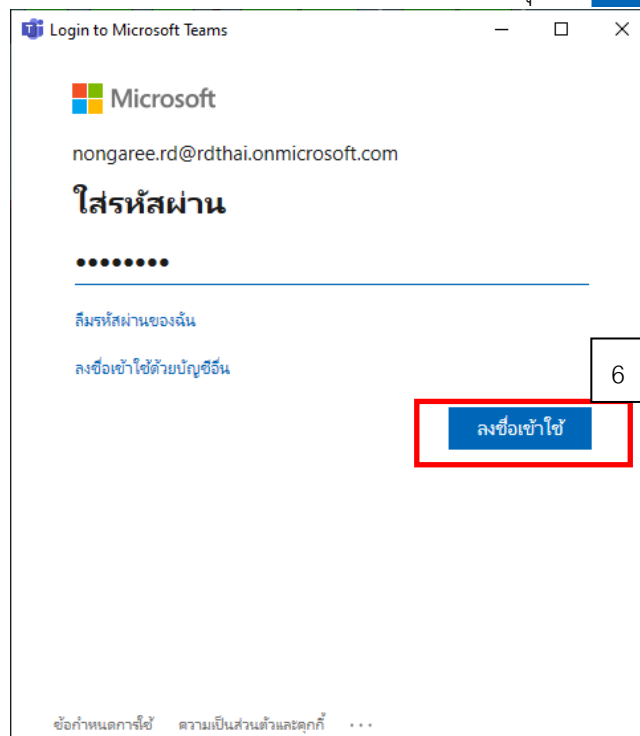 Login to Microsoft Teams
Microsoft
nongaree.rd@rdthai.onmicrosoft.com
ใส่รหัสผ่าน
••••••••
ลืมรหัสผ่านของฉัน
ลงชื่อเข้าใช้ด้วยบัญชีอื่น
6
ลงชื่อเข้าใช้
ข้อกำหนดการใช้ ความเป็นส่วนตัวและคุกกี้ ···